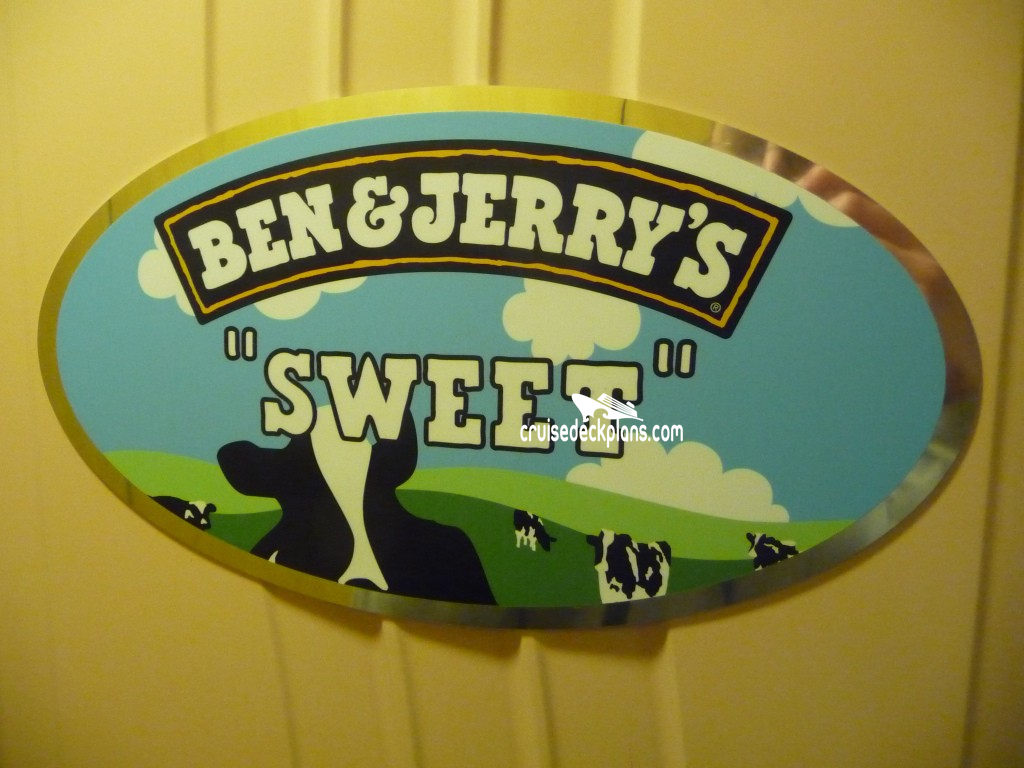 BEN & JERRY'S ®
"SWEET"
cruisedeckplans.com